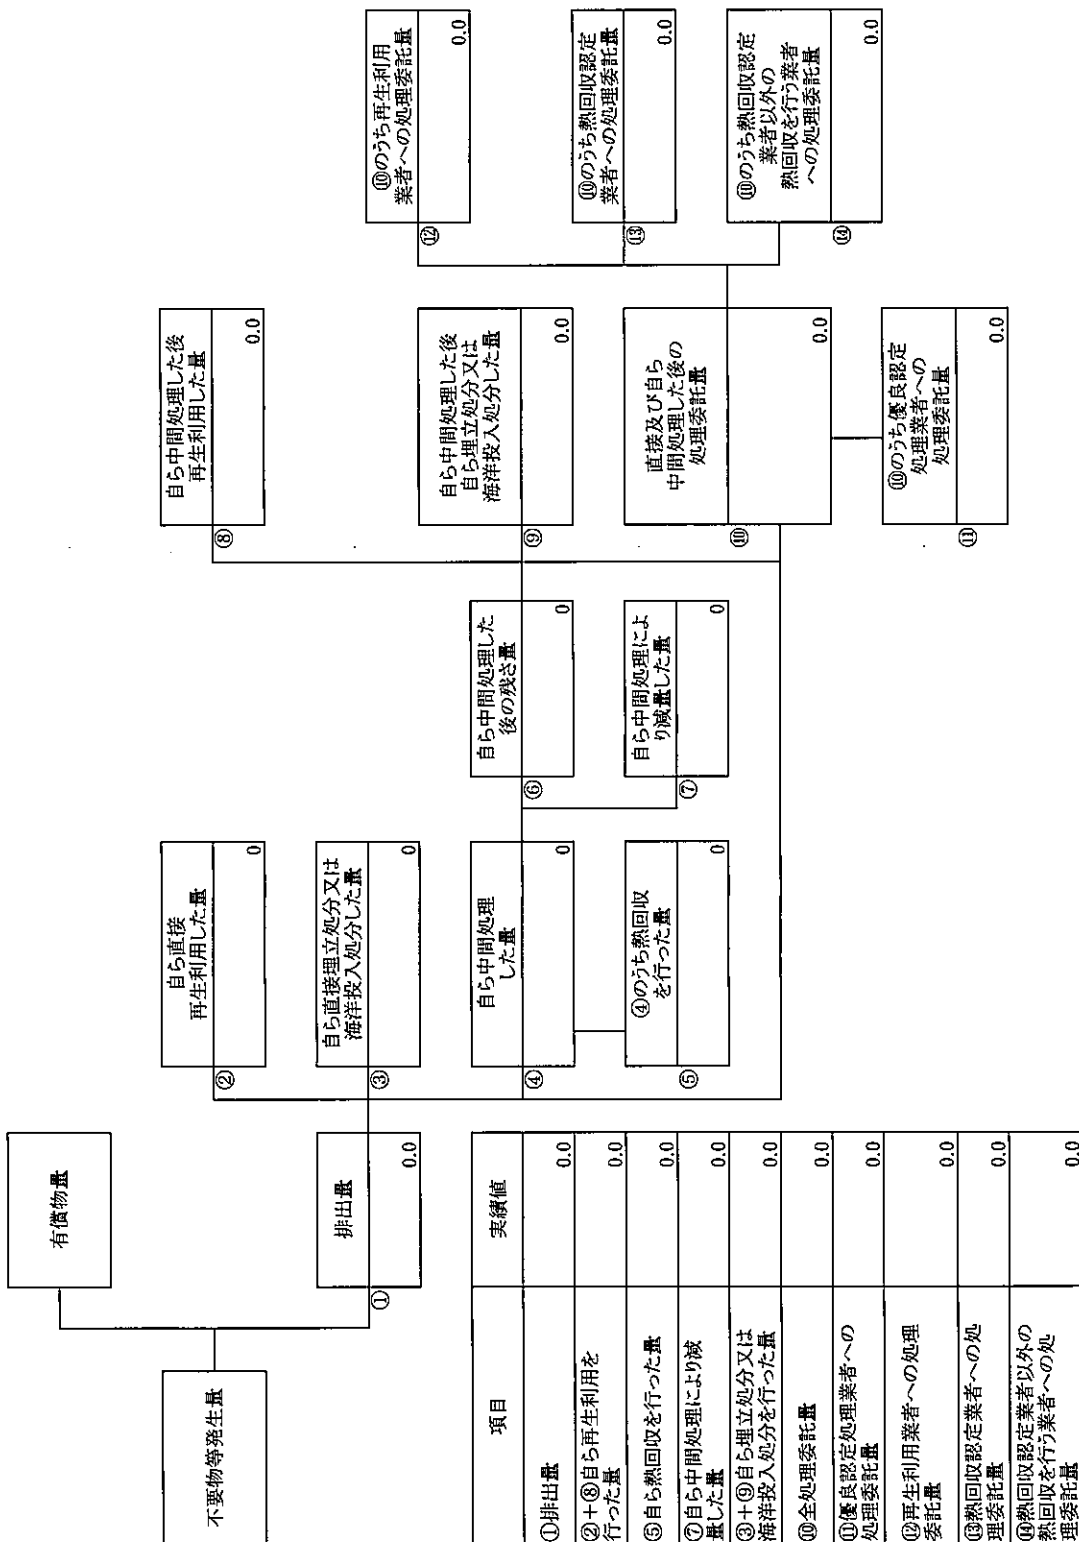 不要物等発生量
有償物量
①
排出量
0.0
②
自ら直接
再生利用した量
0
③
自ら直接埋立処分又は
海洋投入処分した量
0
④
自ら中間処理
した量
0
⑤
④のうち熱回収
を行った量
0
⑥
自ら中間処理した
後の残さ量
0
⑦
自ら中間処理によ
り減量した量
0
⑧
自ら中間処理した後
再生利用した量
0.0
⑨
自ら中間処理した後
自ら埋立処分又は
海洋投入処分した量
0.0
⑩
直接及び自ら
中間処理した後の
処理委託量
0.0
⑪
⑩のうち優良認定
処理業者への
処理委託量
0.0
⑫
⑩のうち再生利用
業者への処理委託量
0.0
⑬
⑩のうち熱回収認定
業者への処理委託量
0.0
⑭
⑩のうち熱回収認定
業者以外の
熱回収を行う業者
への処理委託量
0.0
項目
実績値
①排出量
0.0
②+⑧自ら再生利用を
行った量
0.0
⑤自ら熱回収を行った量
0.0
⑦自ら中間処理により減
量した量
0.0
③+⑨自ら埋立処分又は
海洋投入処分を行った量
0.0
⑩全処理委託量
0.0
⑪優良認定処理業者への
処理委託量
0.0
⑫再生利用業者への処理
委託量
0.0
⑬熱回収認定業者への処
理委託量
0.0
⑭熱回収認定業者以外の
熱回収を行う業者への処
理委託量
0.0